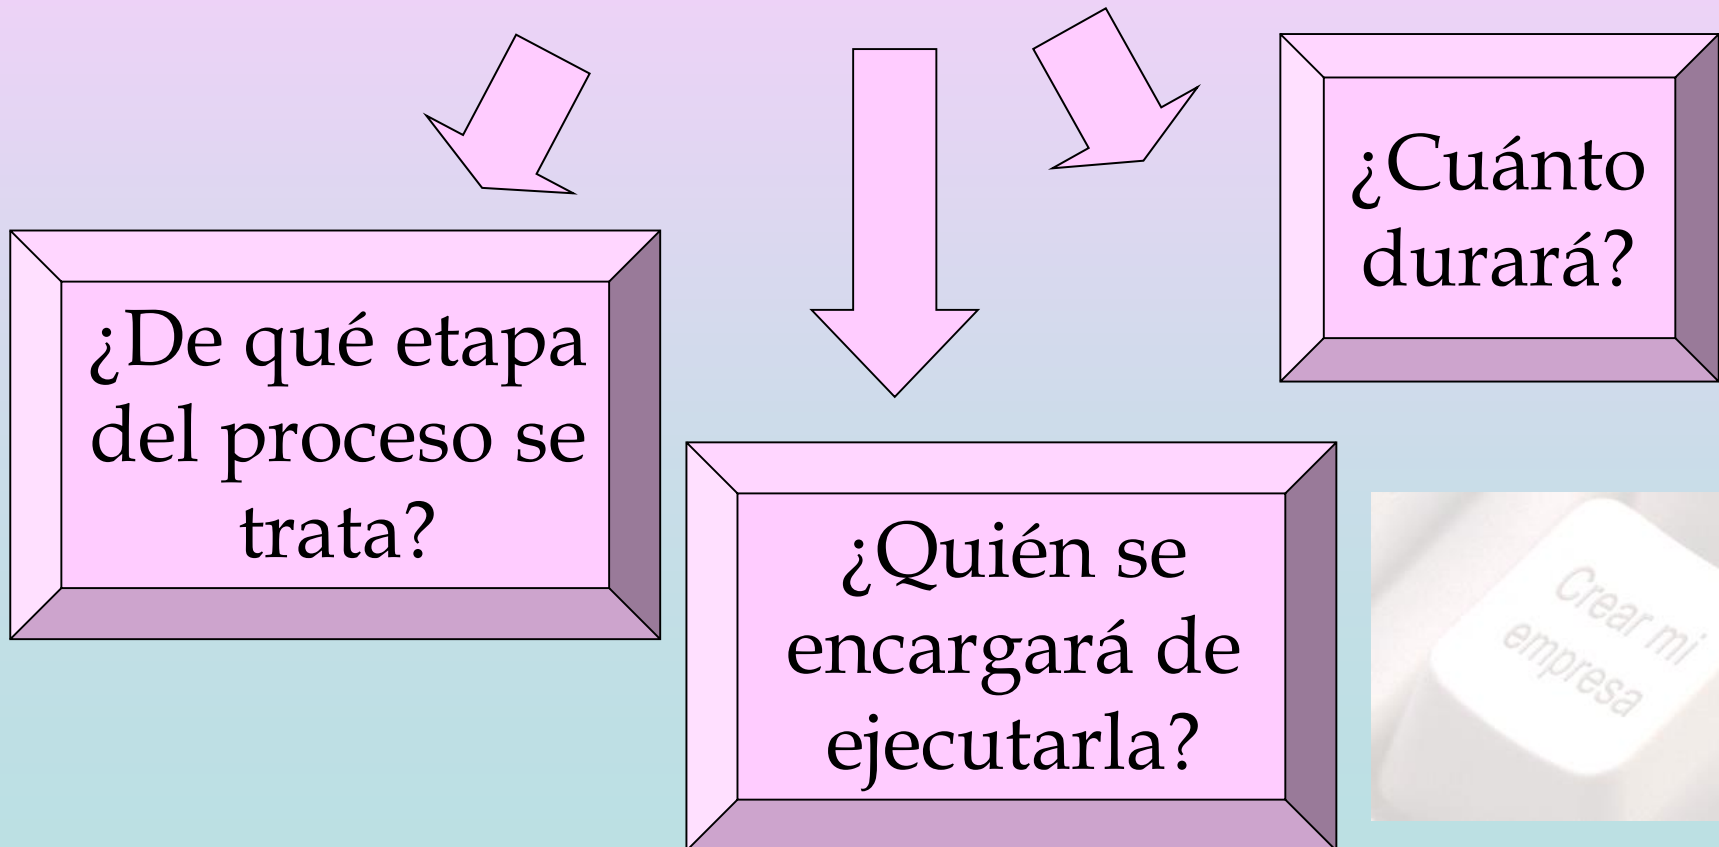 ¿Cuánto
durará?
¿De qué etapa
del proceso se
trata?
¿Quién se
encargará de
ejecutarla?
Crear mi
empresa